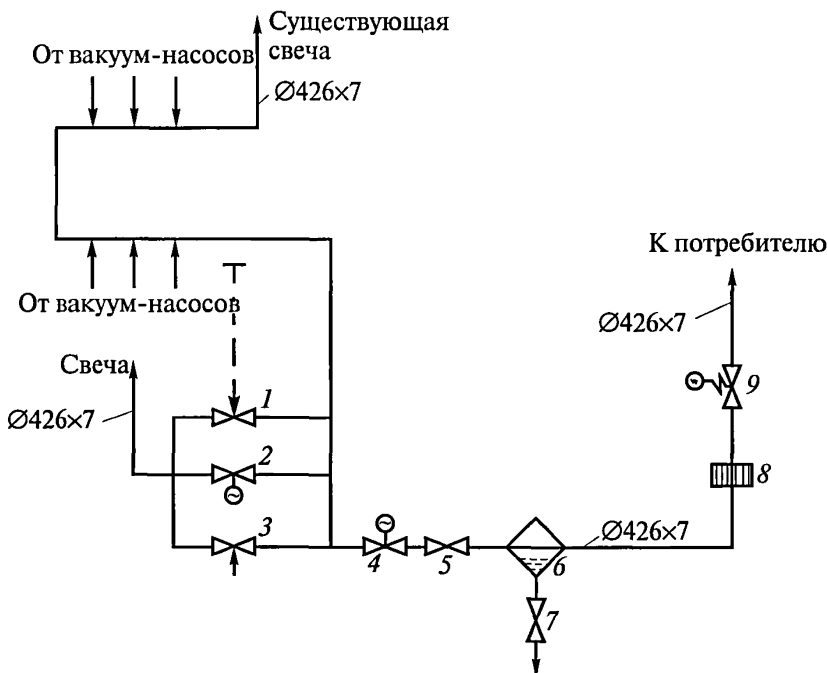 Существующая
свеча
От вакуум-насосов
Ø426×7
К потребителю
От вакуум-насосов
Ø426×7
Свеча
Ø426×7
1
9
2
8
3
Ø426×7
4
5
6
7